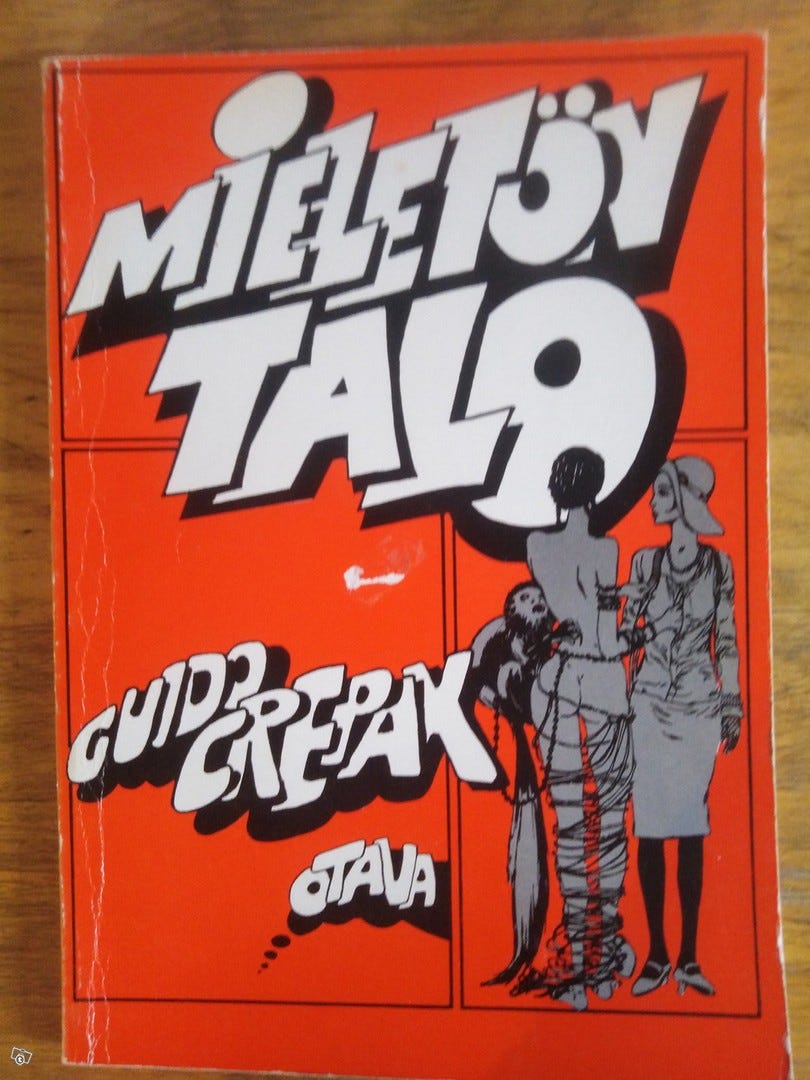 MIELETÖN
TALO
GUIDO
CREPAX
OTAVA